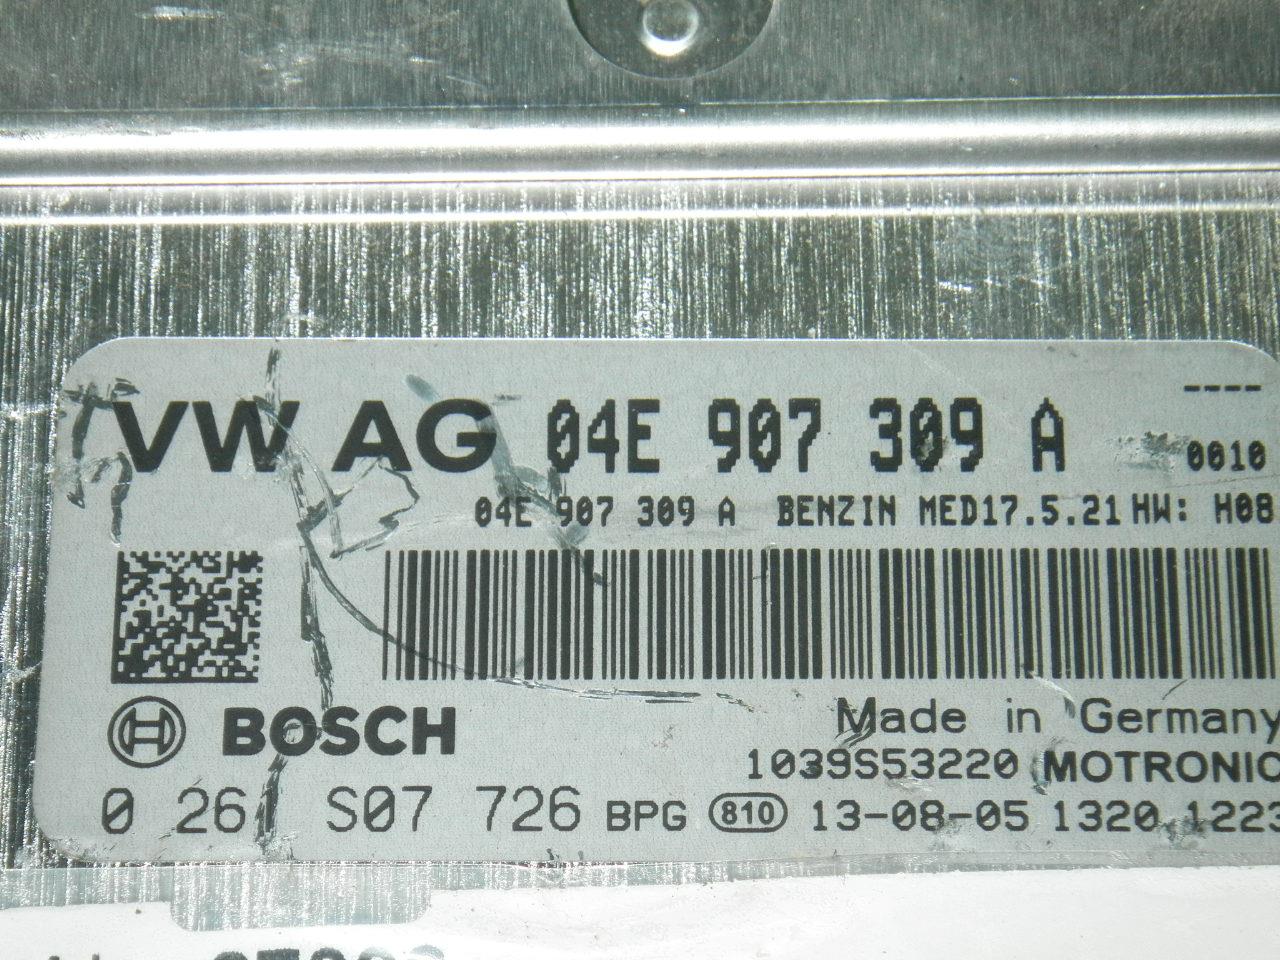 ----
VW AG 04E 907 309 A 0010
04E 907 309 A BENZIN MED17.5.21 HW: H08
BOSCH
Made in Germany
1039S53220 MOTRONIC
0 261 S07 726 BPG 810 13-08-05 1320 1223